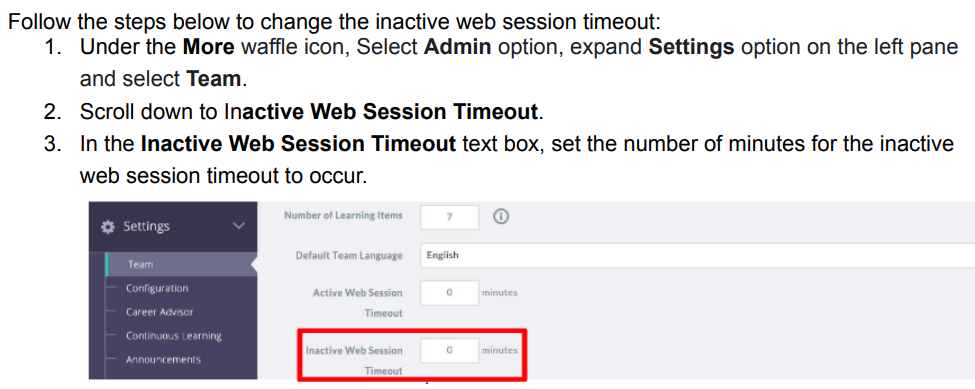 Follow the steps below to change the inactive web session timeout:
1. Under the More waffle icon, Select Admin option, expand Settings option on the left pane
and select Team.
2. Scroll down to Inactive Web Session Timeout.
3. In the Inactive Web Session Timeout text box, set the number of minutes for the inactive
web session timeout to occur.
Settings
Team
Configuration
Career Advisor
Continuous Learning
Announcements
Number of Learning Items 7
Default Team Language English
Active Web Session 0 minutes
Timeout
Inactive Web Session 0 minutes
Timeout